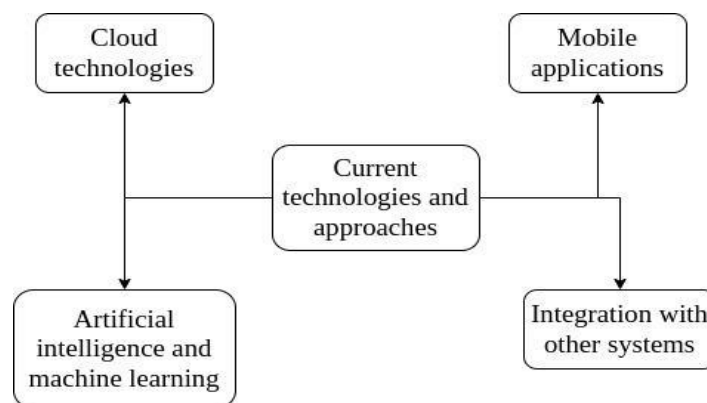 Cloud
technologies
Mobile
applications
Current
technologies and
approaches
Artificial
intelligence and
machine learning
Integration with
other systems